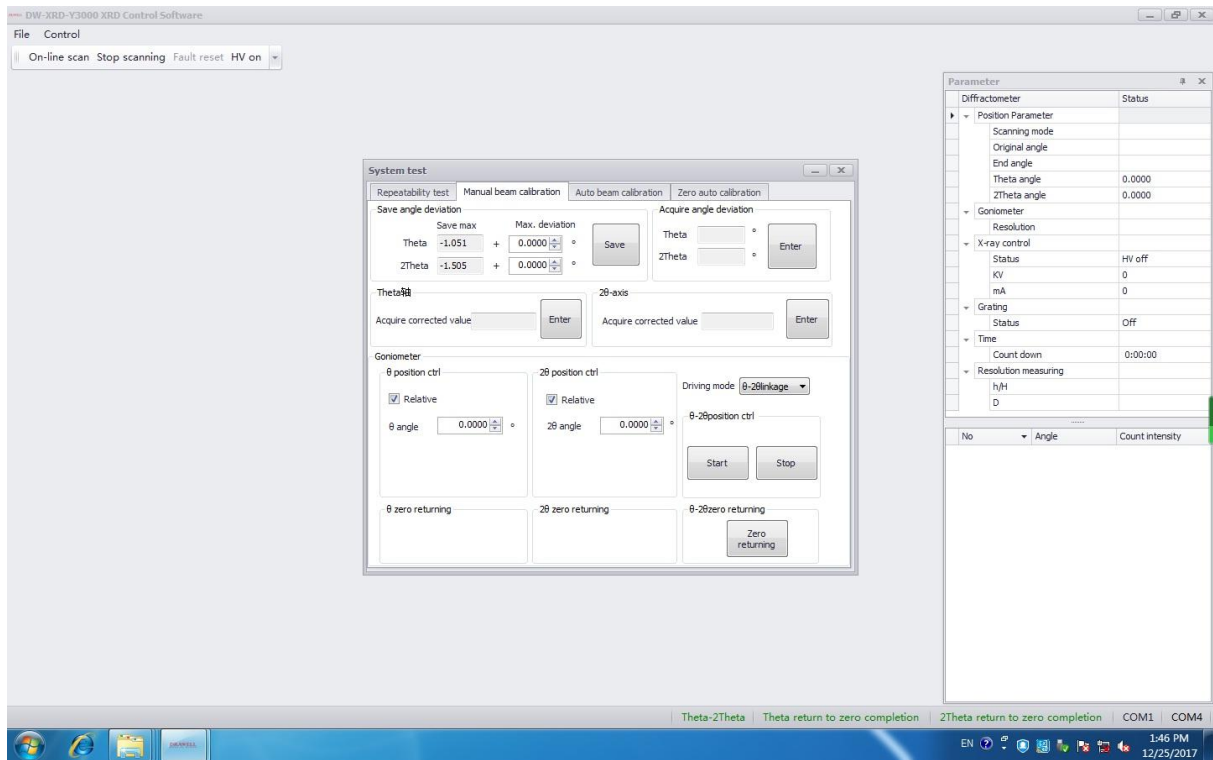 DW-XRD-Y3000 XRD Control Software
File Control
On-line scan Stop scanning Fault reset HV on
Parameter
Diffractometer Status
Position Parameter
Scanning mode
Original angle
End angle
Theta angle 0.0000
2Theta angle 0.0000
Goniometer
Resolution
X-ray control
Status HV off
KV 0
mA 0
Grating
Status Off
Time
Count down 0:00:00
Resolution measuring
h/H
D
No Angle Count intensity
System test
Repeatability test Manual beam calibration Auto beam calibration Zero auto calibration
Save angle deviation
Save max Max. deviation
Theta -1.051 + 0.0000 °
2Theta -1.505 + 0.0000 °
Save
Acquire angle deviation
Theta °
2Theta °
Enter
Theta轴
Acquire corrected value Enter
2θ-axis
Acquire corrected value Enter
Goniometer
θ position ctrl
Relative
θ angle 0.0000 °
2θ position ctrl
Relative
2θ angle 0.0000 °
Driving mode θ-2θlinkage
θ-2θposition ctrl
Start Stop
θ zero returning
2θ zero returning
θ-2θzero returning
Zero
returning
Theta-2Theta Theta return to zero completion 2Theta return to zero completion COM1 COM4
EN 1:46 PM
12/25/2017